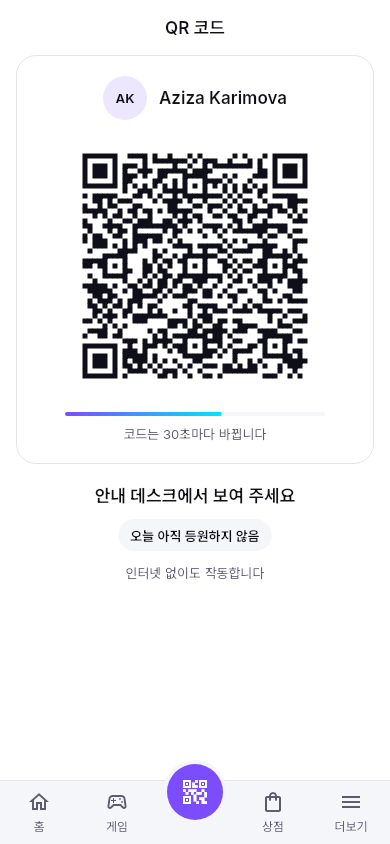 QR 코드
AK
Aziza Karimova
코드는 30초마다 바뀝니다
안내 데스크에서 보여 주세요
오늘 아직 등원하지 않음
인터넷 없이도 작동합니다
홈
게임
상점
더보기